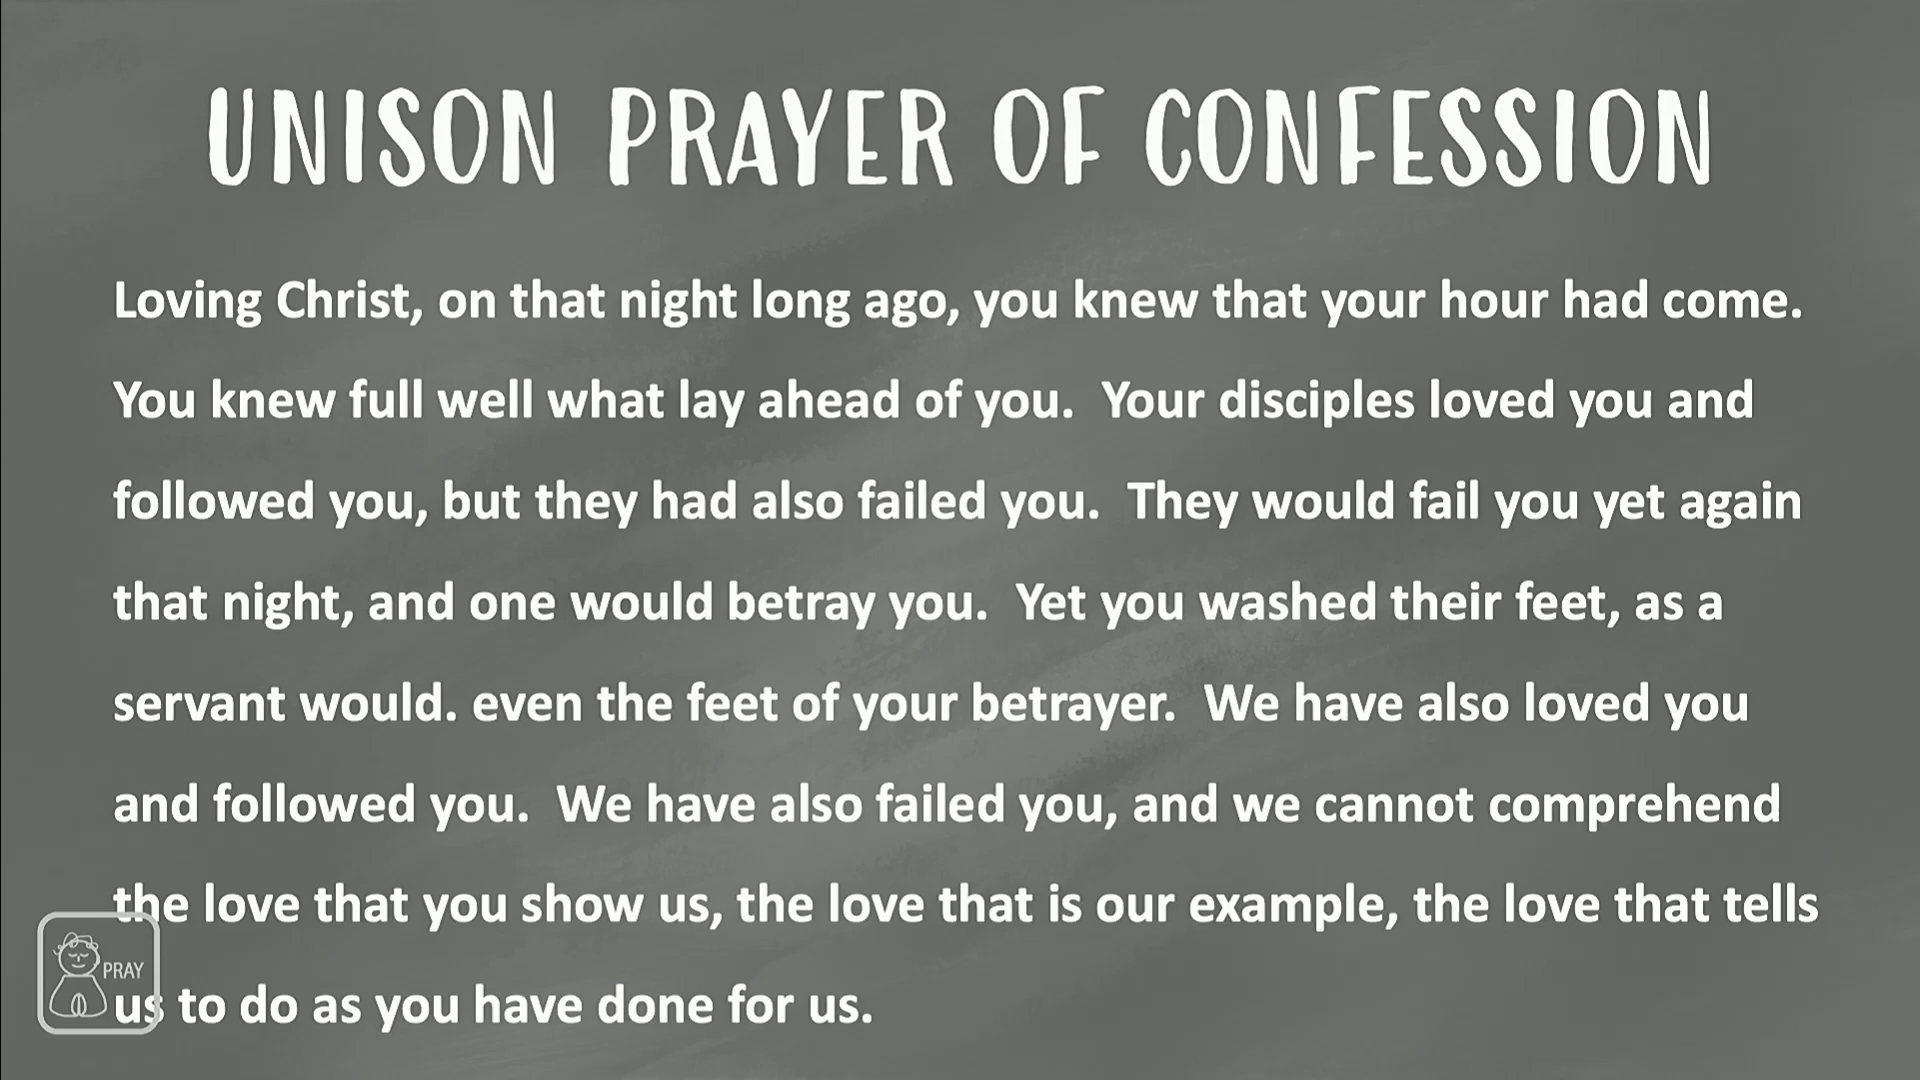 UNISON PRAYER OF CONFESSION
Loving Christ, on that night long ago, you knew that your hour had come.
You knew full well what lay ahead of you.  Your disciples loved you and
followed you, but they had also failed you.  They would fail you yet again
that night, and one would betray you.  Yet you washed their feet, as a
servant would. even the feet of your betrayer.  We have also loved you
and followed you.  We have also failed you, and we cannot comprehend
the love that you show us, the love that is our example, the love that tells
us to do as you have done for us.
PRAY